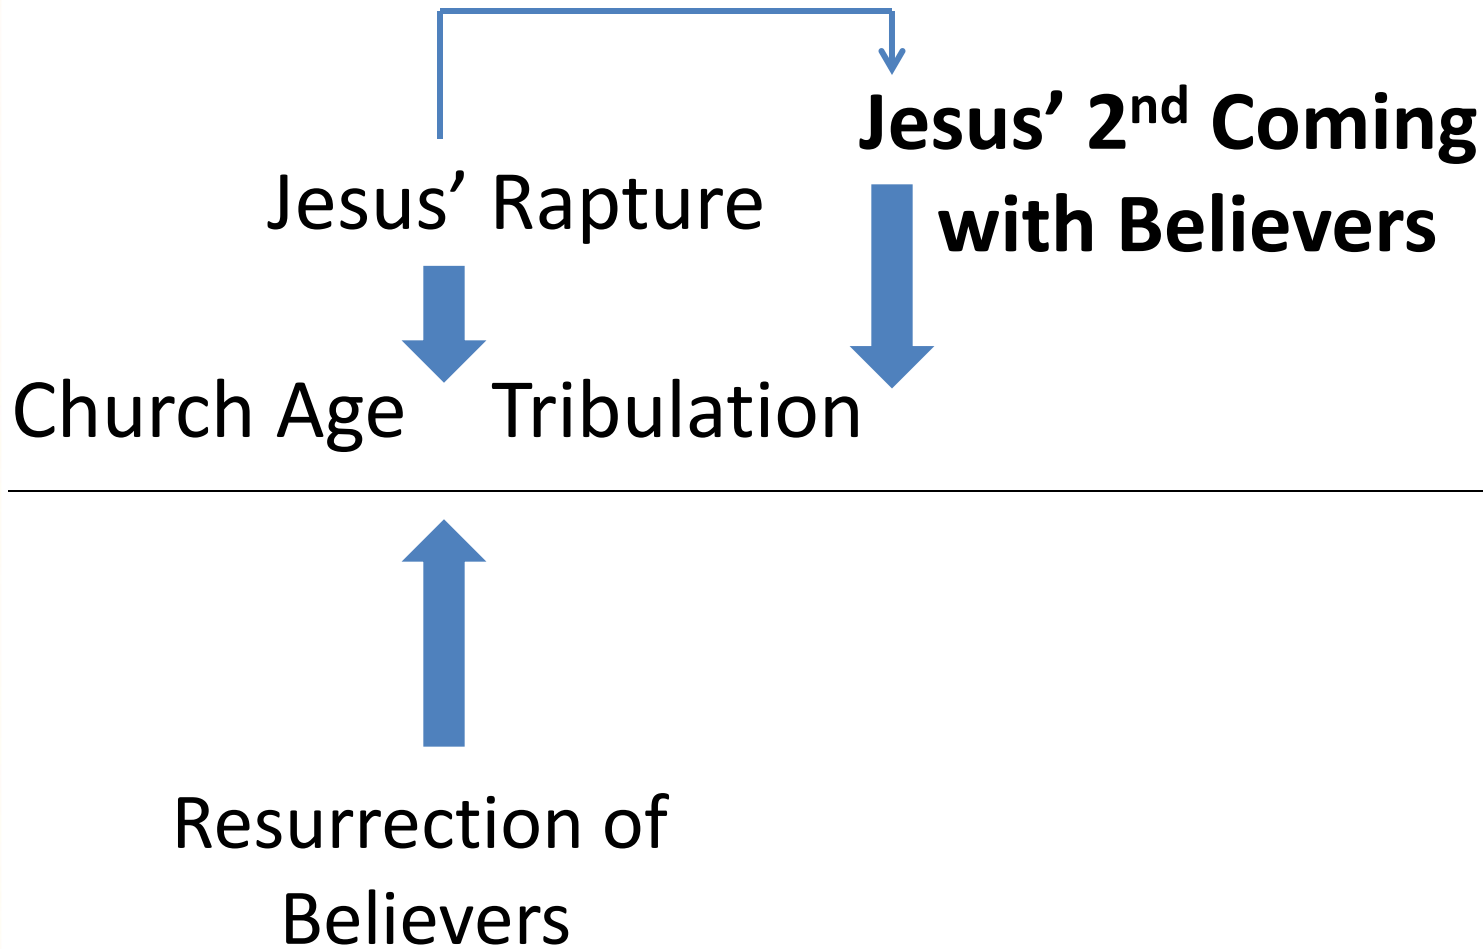 Jesus’ 2nd Coming
with Believers
Jesus’ Rapture
Church Age
Tribulation
Resurrection of
Believers